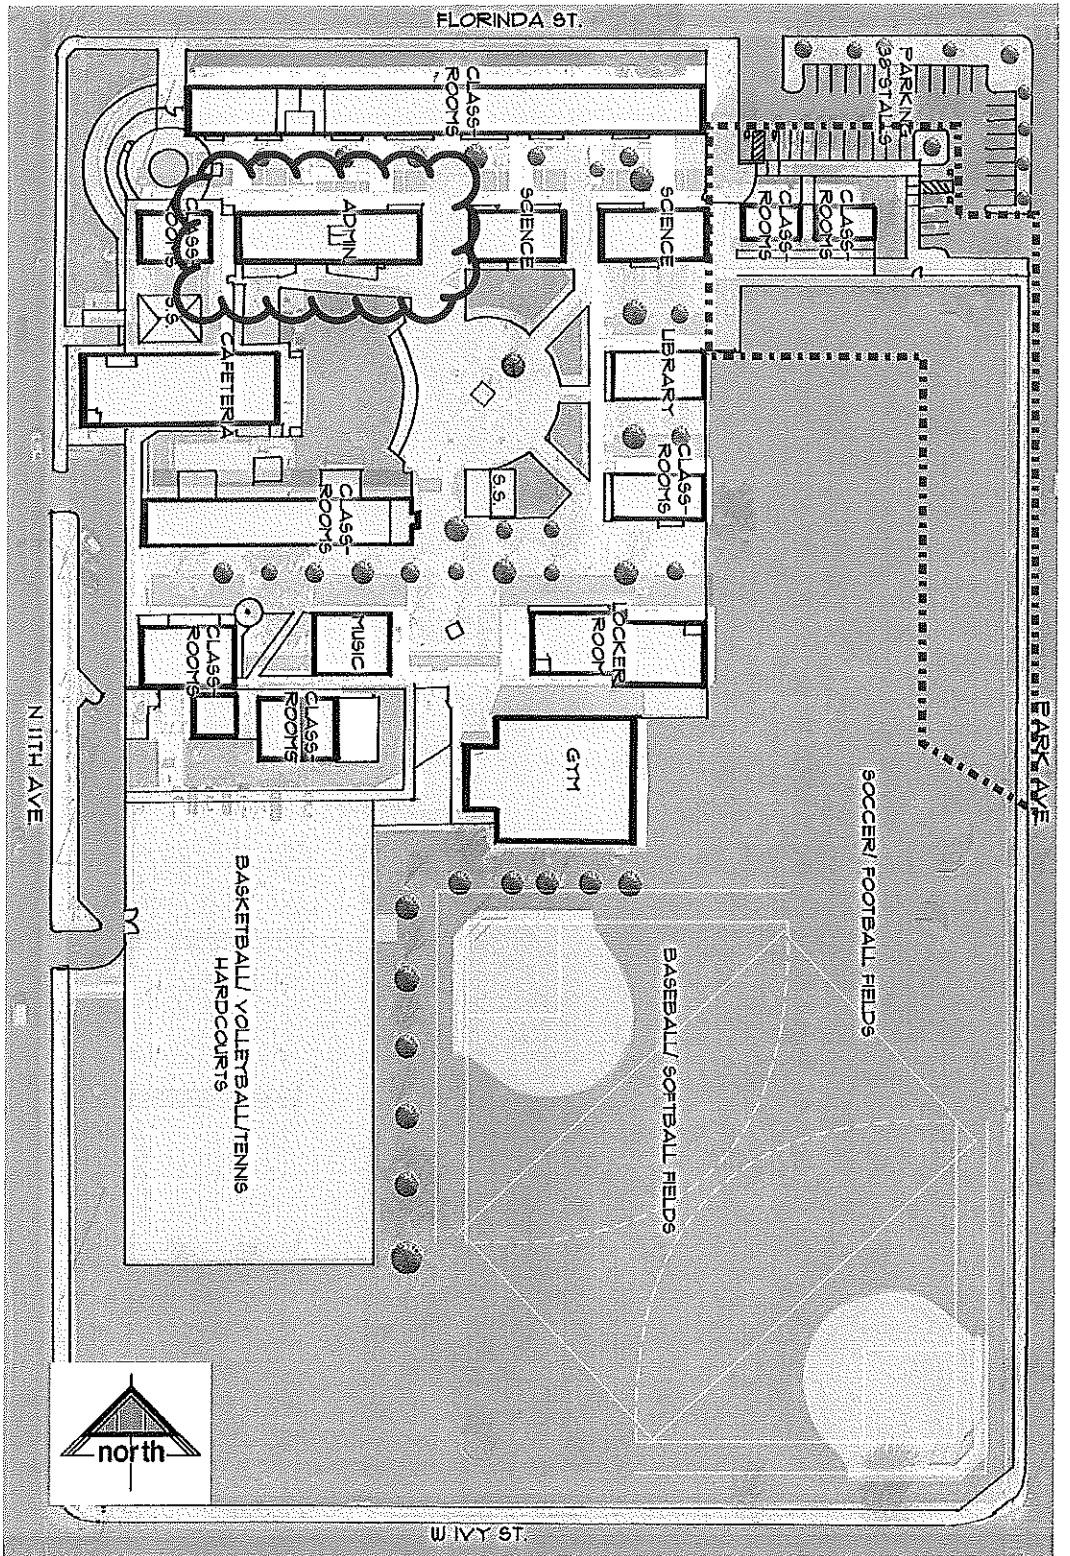 FLORINDA ST.
PARKING
38 STALLS
CLASS
ROOMS
CLASS-
ROOMS
ADMIN
SCIENCE
SCIENCE
CLASS-
ROOMS
CLASS-
ROOMS
S.S.
CAFETERIA
LIBRARY
CLASS-
ROOMS
S.S.
CLASS-
ROOMS
CLASS-
ROOMS
MUSIC
LOCKER
ROOM
CLASS-
ROOMS
GYM
N 11TH AVE.
PARK AVE.
SOCCER/ FOOTBALL FIELDS
BASKETBALL/ VOLLEYBALL/TENNIS
HARDCOURTS
BASEBALL/ SOFTBALL FIELDS
north
W IVY ST.